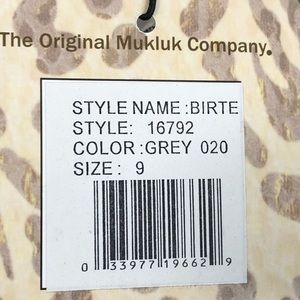 The Original Mukluk Company.
STYLE NAME :BIRTE
STYLE: 16792
COLOR :GREY 020
SIZE : 9
0 33977 19662 9